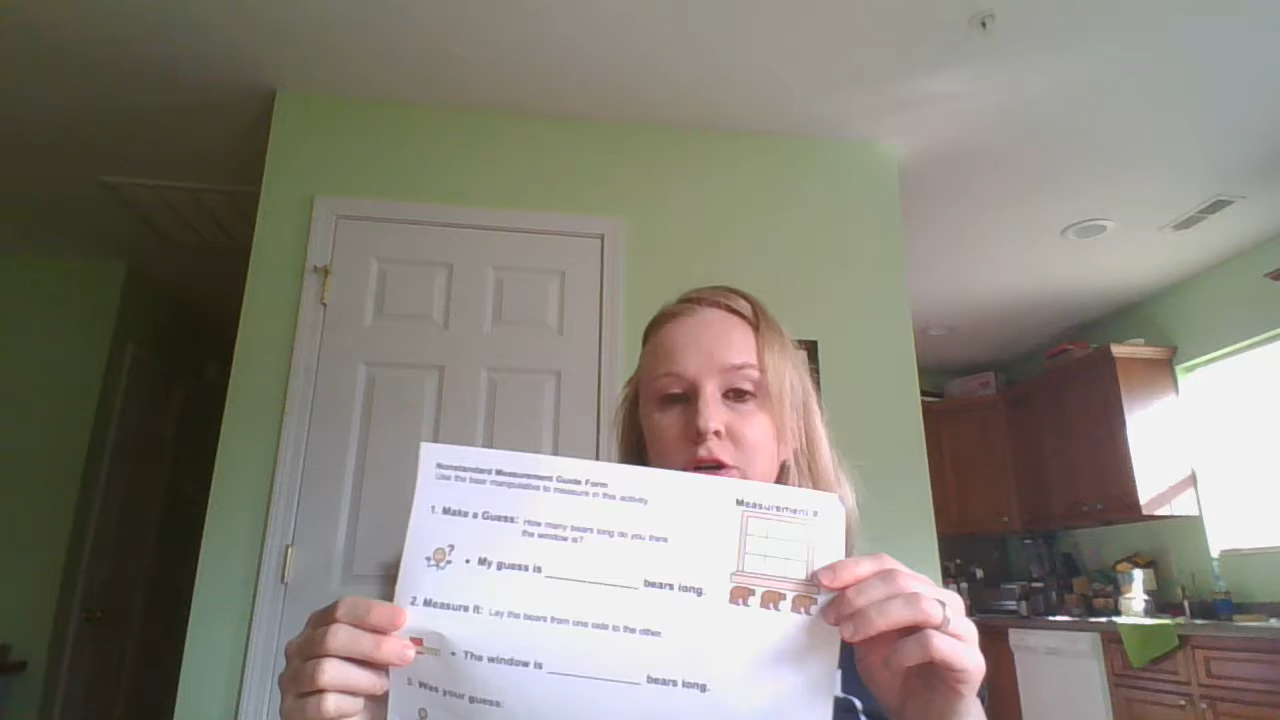 Nonstandard Measurement Guide Form
Use the bear manipulative to measure in this activity
Measurement #
1. Make a Guess: How many bears long do you think
the window is?
?
• My guess is ____________ bears long.
2. Measure It: Lay the bears from one side to the other.
• The window is ____________ bears long.
3. Was your guess: